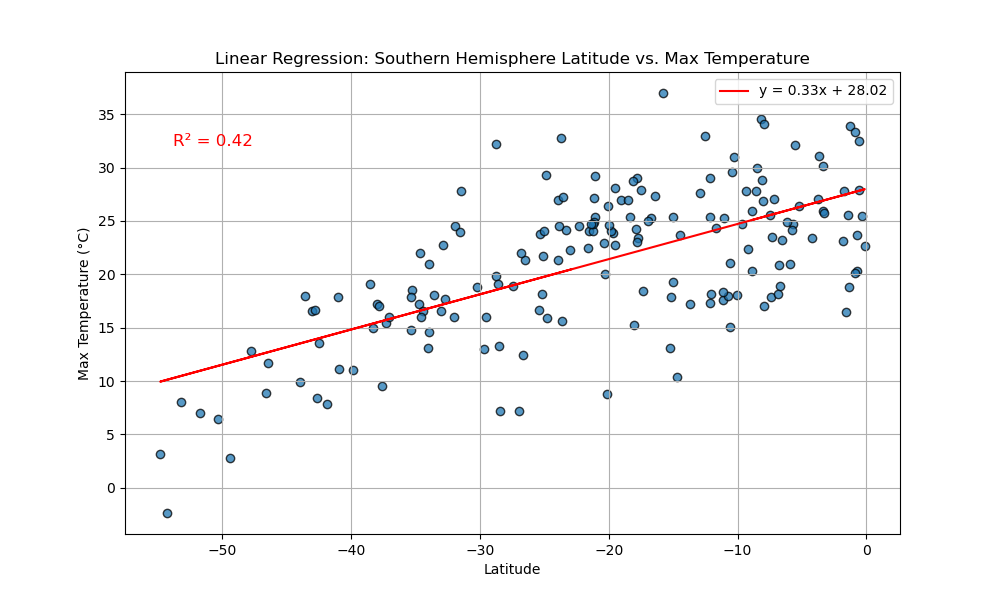 Linear Regression: Southern Hemisphere Latitude vs. Max Temperature
y = 0.33x + 28.02
R² = 0.42
Max Temperature (°C)
35
30
25
20
15
10
5
0
−50
−40
−30
−20
−10
0
Latitude